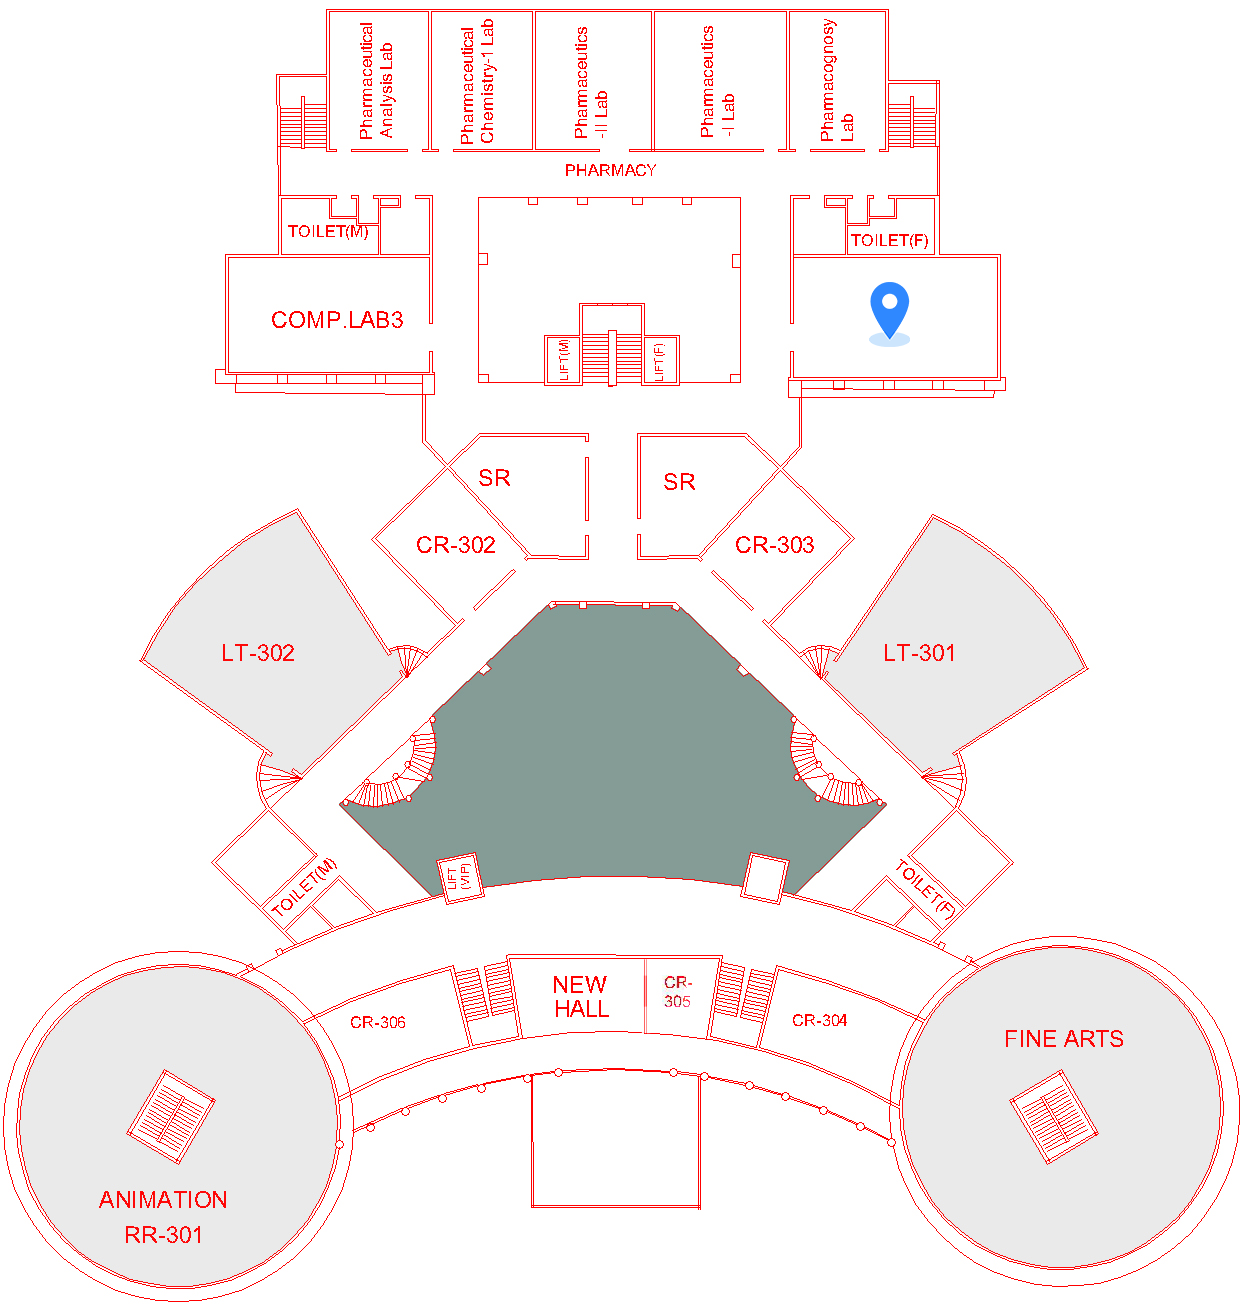 Pharmaceutical
Analysis Lab
Pharmaceutical
Chemistry-1 Lab
Pharmaceutics
-II Lab
Pharmaceutics
-I Lab
Pharmacognosy
Lab
PHARMACY
TOILET(M)
TOILET(F)
COMP.LAB3
LIFT(M)
LIFT(F)
SR
SR
CR-302
CR-303
LT-302
LT-301
LIFT
(VIP)
TOILET(M)
TOILET(F)
NEW
HALL
CR-
305
CR-306
CR-304
FINE ARTS
ANIMATION
RR-301